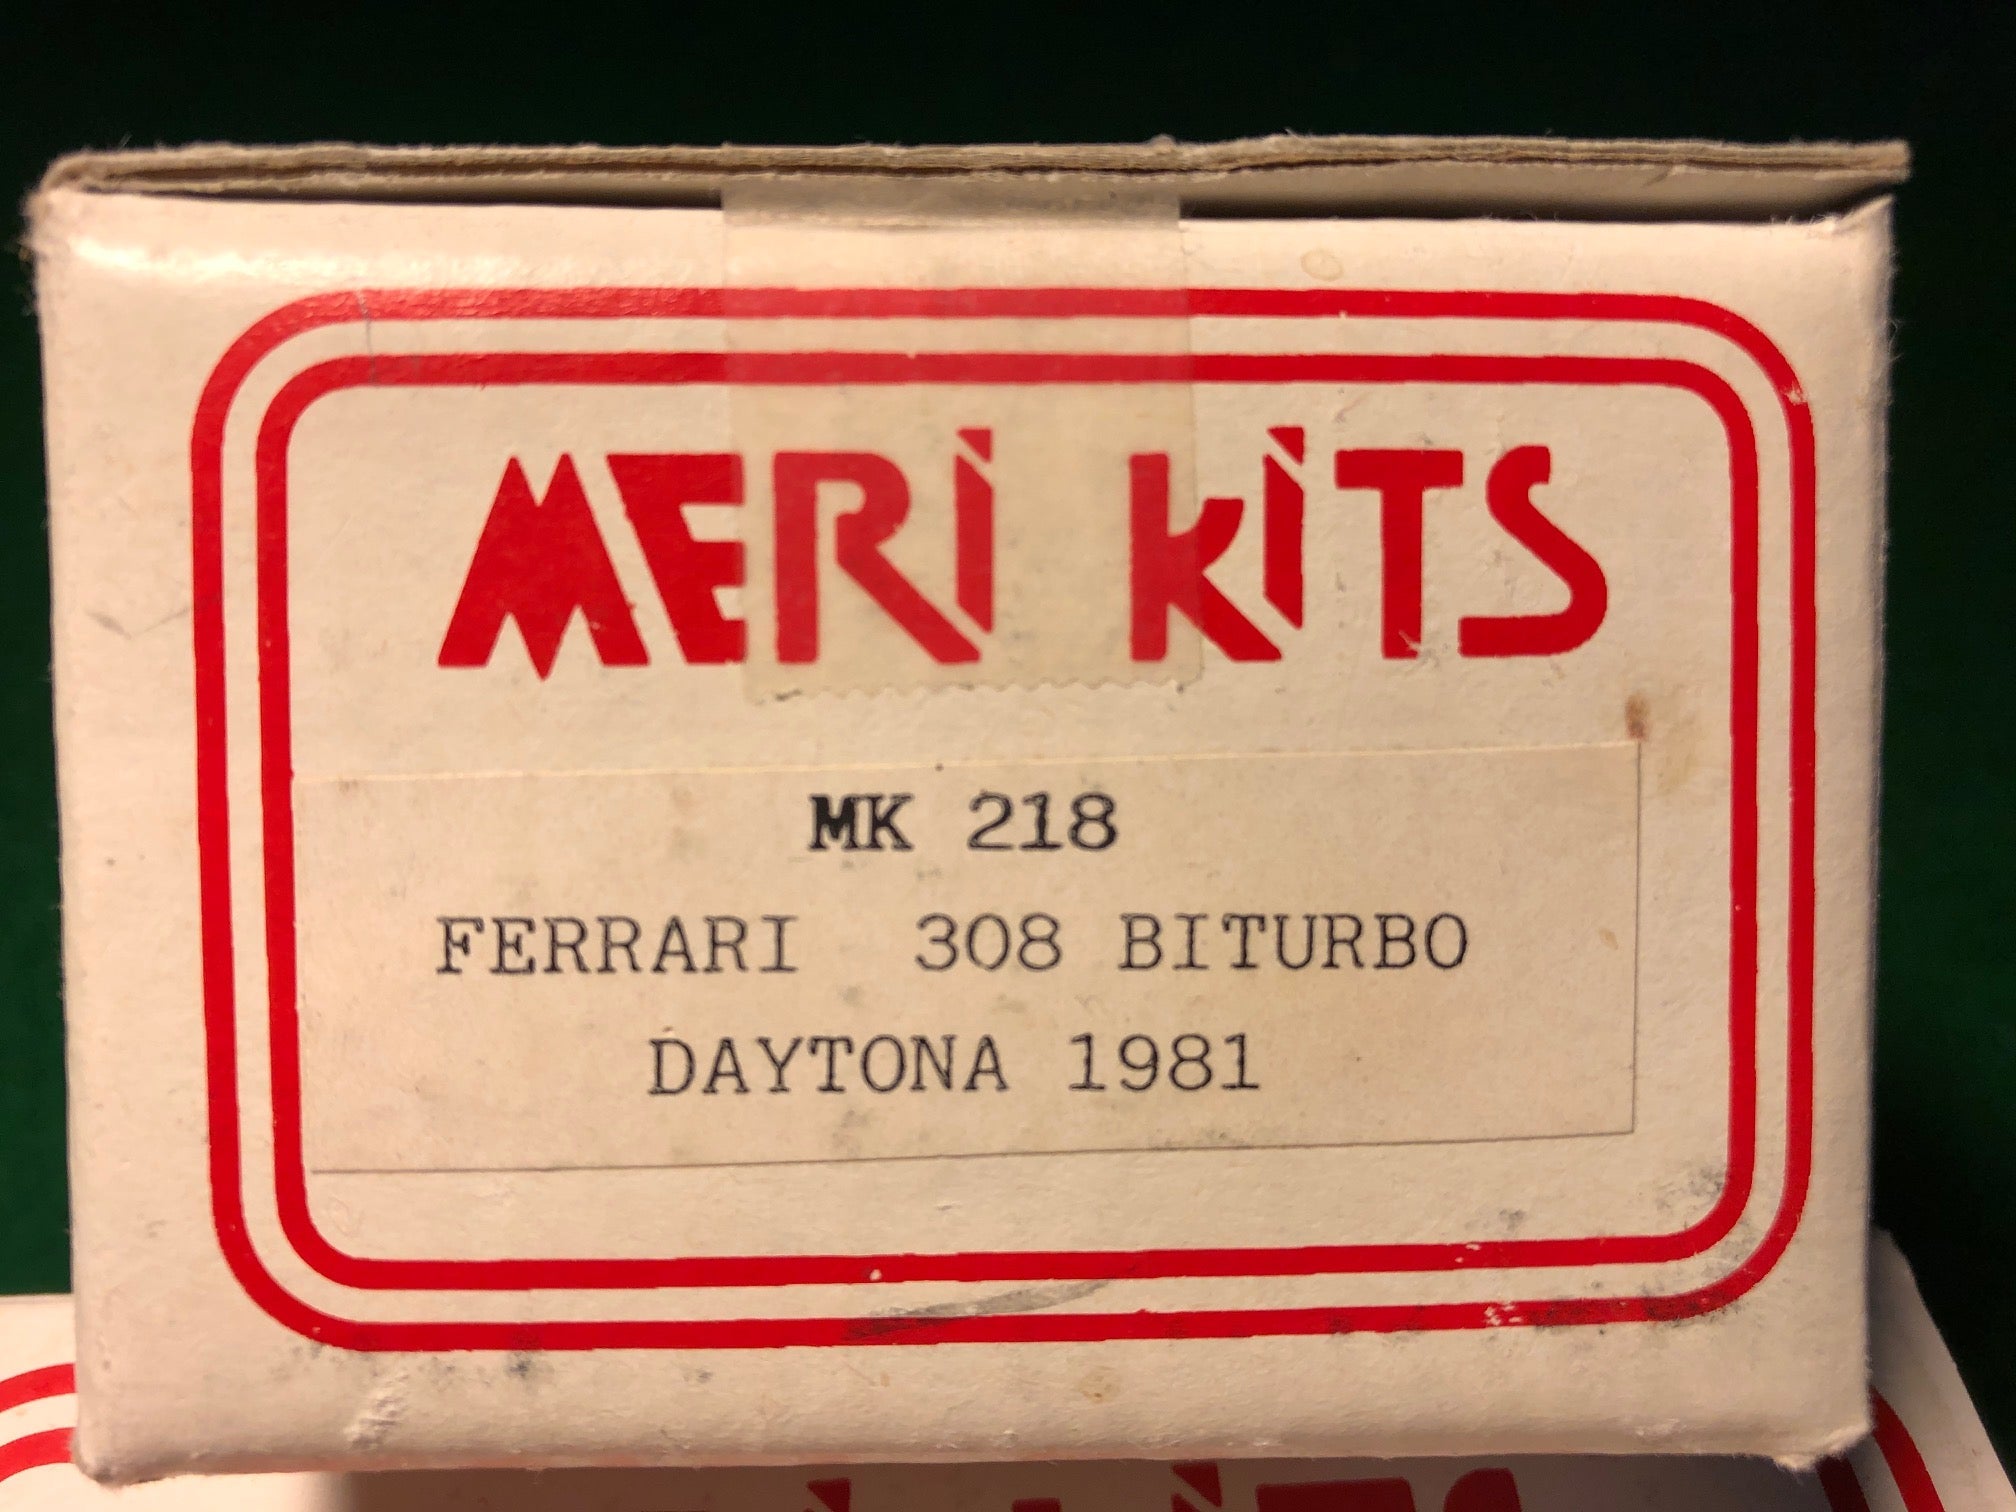 MERI KITS
MK 218
FERRARI 308 BITURBO
DAYTONA 1981